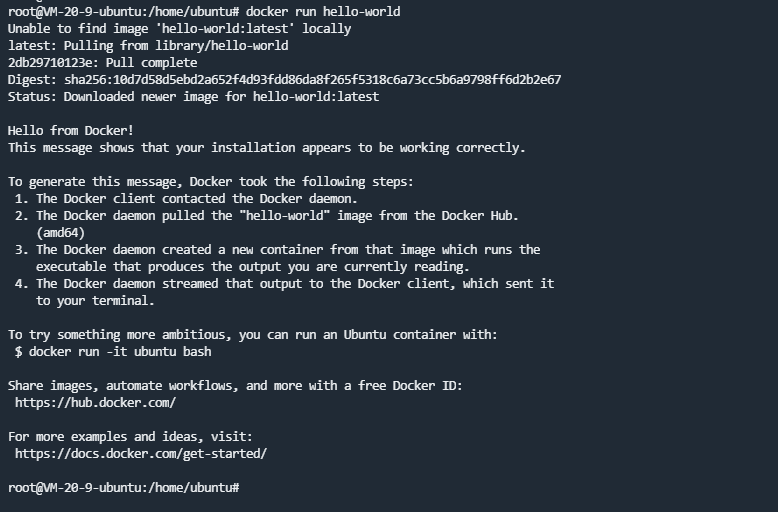 root@VM-20-9-ubuntu:/home/ubuntu# docker run hello-world
Unable to find image 'hello-world:latest' locally
latest: Pulling from library/hello-world
2db29710123e: Pull complete
Digest: sha256:10d7d58d5ebd2a652f4d93fdd86da8f265f5318c6a73cc5b6a9798ff6d2b2e67
Status: Downloaded newer image for hello-world:latest
Hello from Docker!
This message shows that your installation appears to be working correctly.
To generate this message, Docker took the following steps:
1. The Docker client contacted the Docker daemon.
2. The Docker daemon pulled the "hello-world" image from the Docker Hub.
(amd64)
3. The Docker daemon created a new container from that image which runs the
executable that produces the output you are currently reading.
4. The Docker daemon streamed that output to the Docker client, which sent it
to your terminal.
To try something more ambitious, you can run an Ubuntu container with:
$ docker run -it ubuntu bash
Share images, automate workflows, and more with a free Docker ID:
https://hub.docker.com/
For more examples and ideas, visit:
https://docs.docker.com/get-started/
root@VM-20-9-ubuntu:/home/ubuntu#